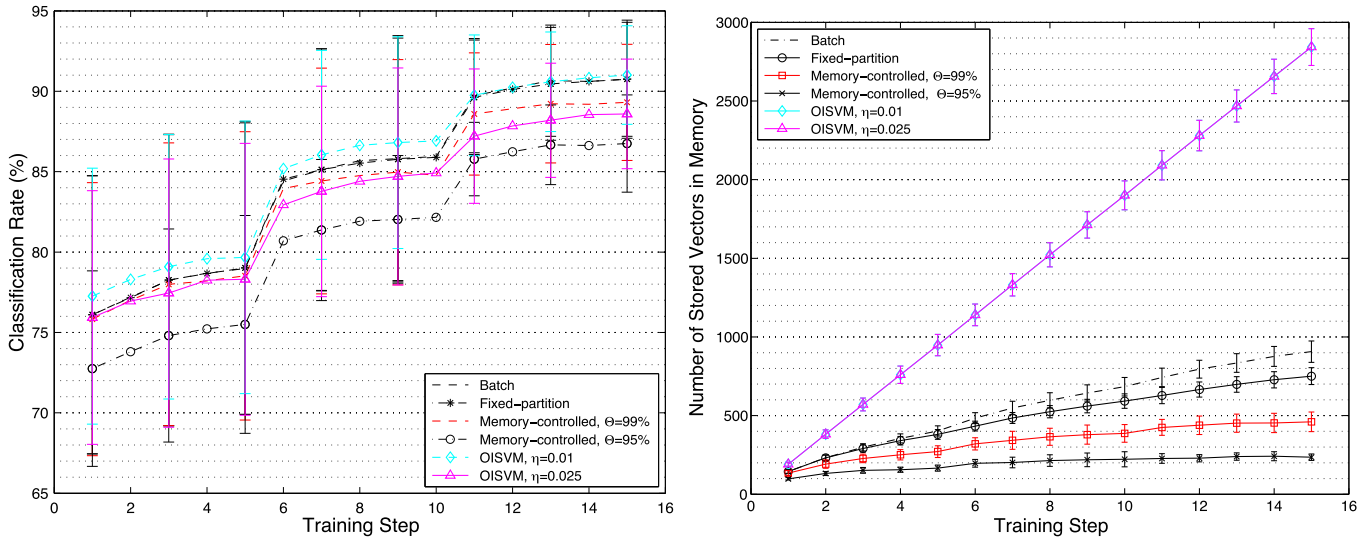 95
90
85
80
75
70
65
0
2
4
6
8
10
12
14
16
Classification Rate (%)
Training Step
Batch
Fixed−partition
Memory−controlled, Θ=99%
Memory−controlled, Θ=95%
OISVM, η=0.01
OISVM, η=0.025
3000
2500
2000
1500
1000
500
0
0
2
4
6
8
10
12
14
16
Number of Stored Vectors in Memory
Training Step
Batch
Fixed−partition
Memory−controlled, Θ=99%
Memory−controlled, Θ=95%
OISVM, η=0.01
OISVM, η=0.025